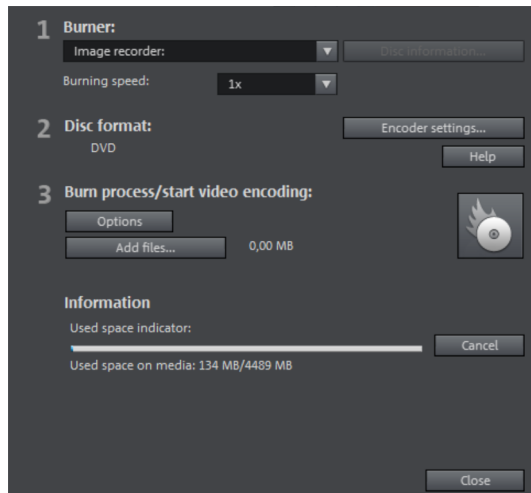 1 Burner:
Image recorder:
Disc information...
Burning speed: 1x
2 Disc format:
Encoder settings...
DVD
Help
3 Burn process/start video encoding:
Options
Add files... 0,00 MB
Information
Used space indicator:
Cancel
Used space on media: 134 MB/4489 MB
Close